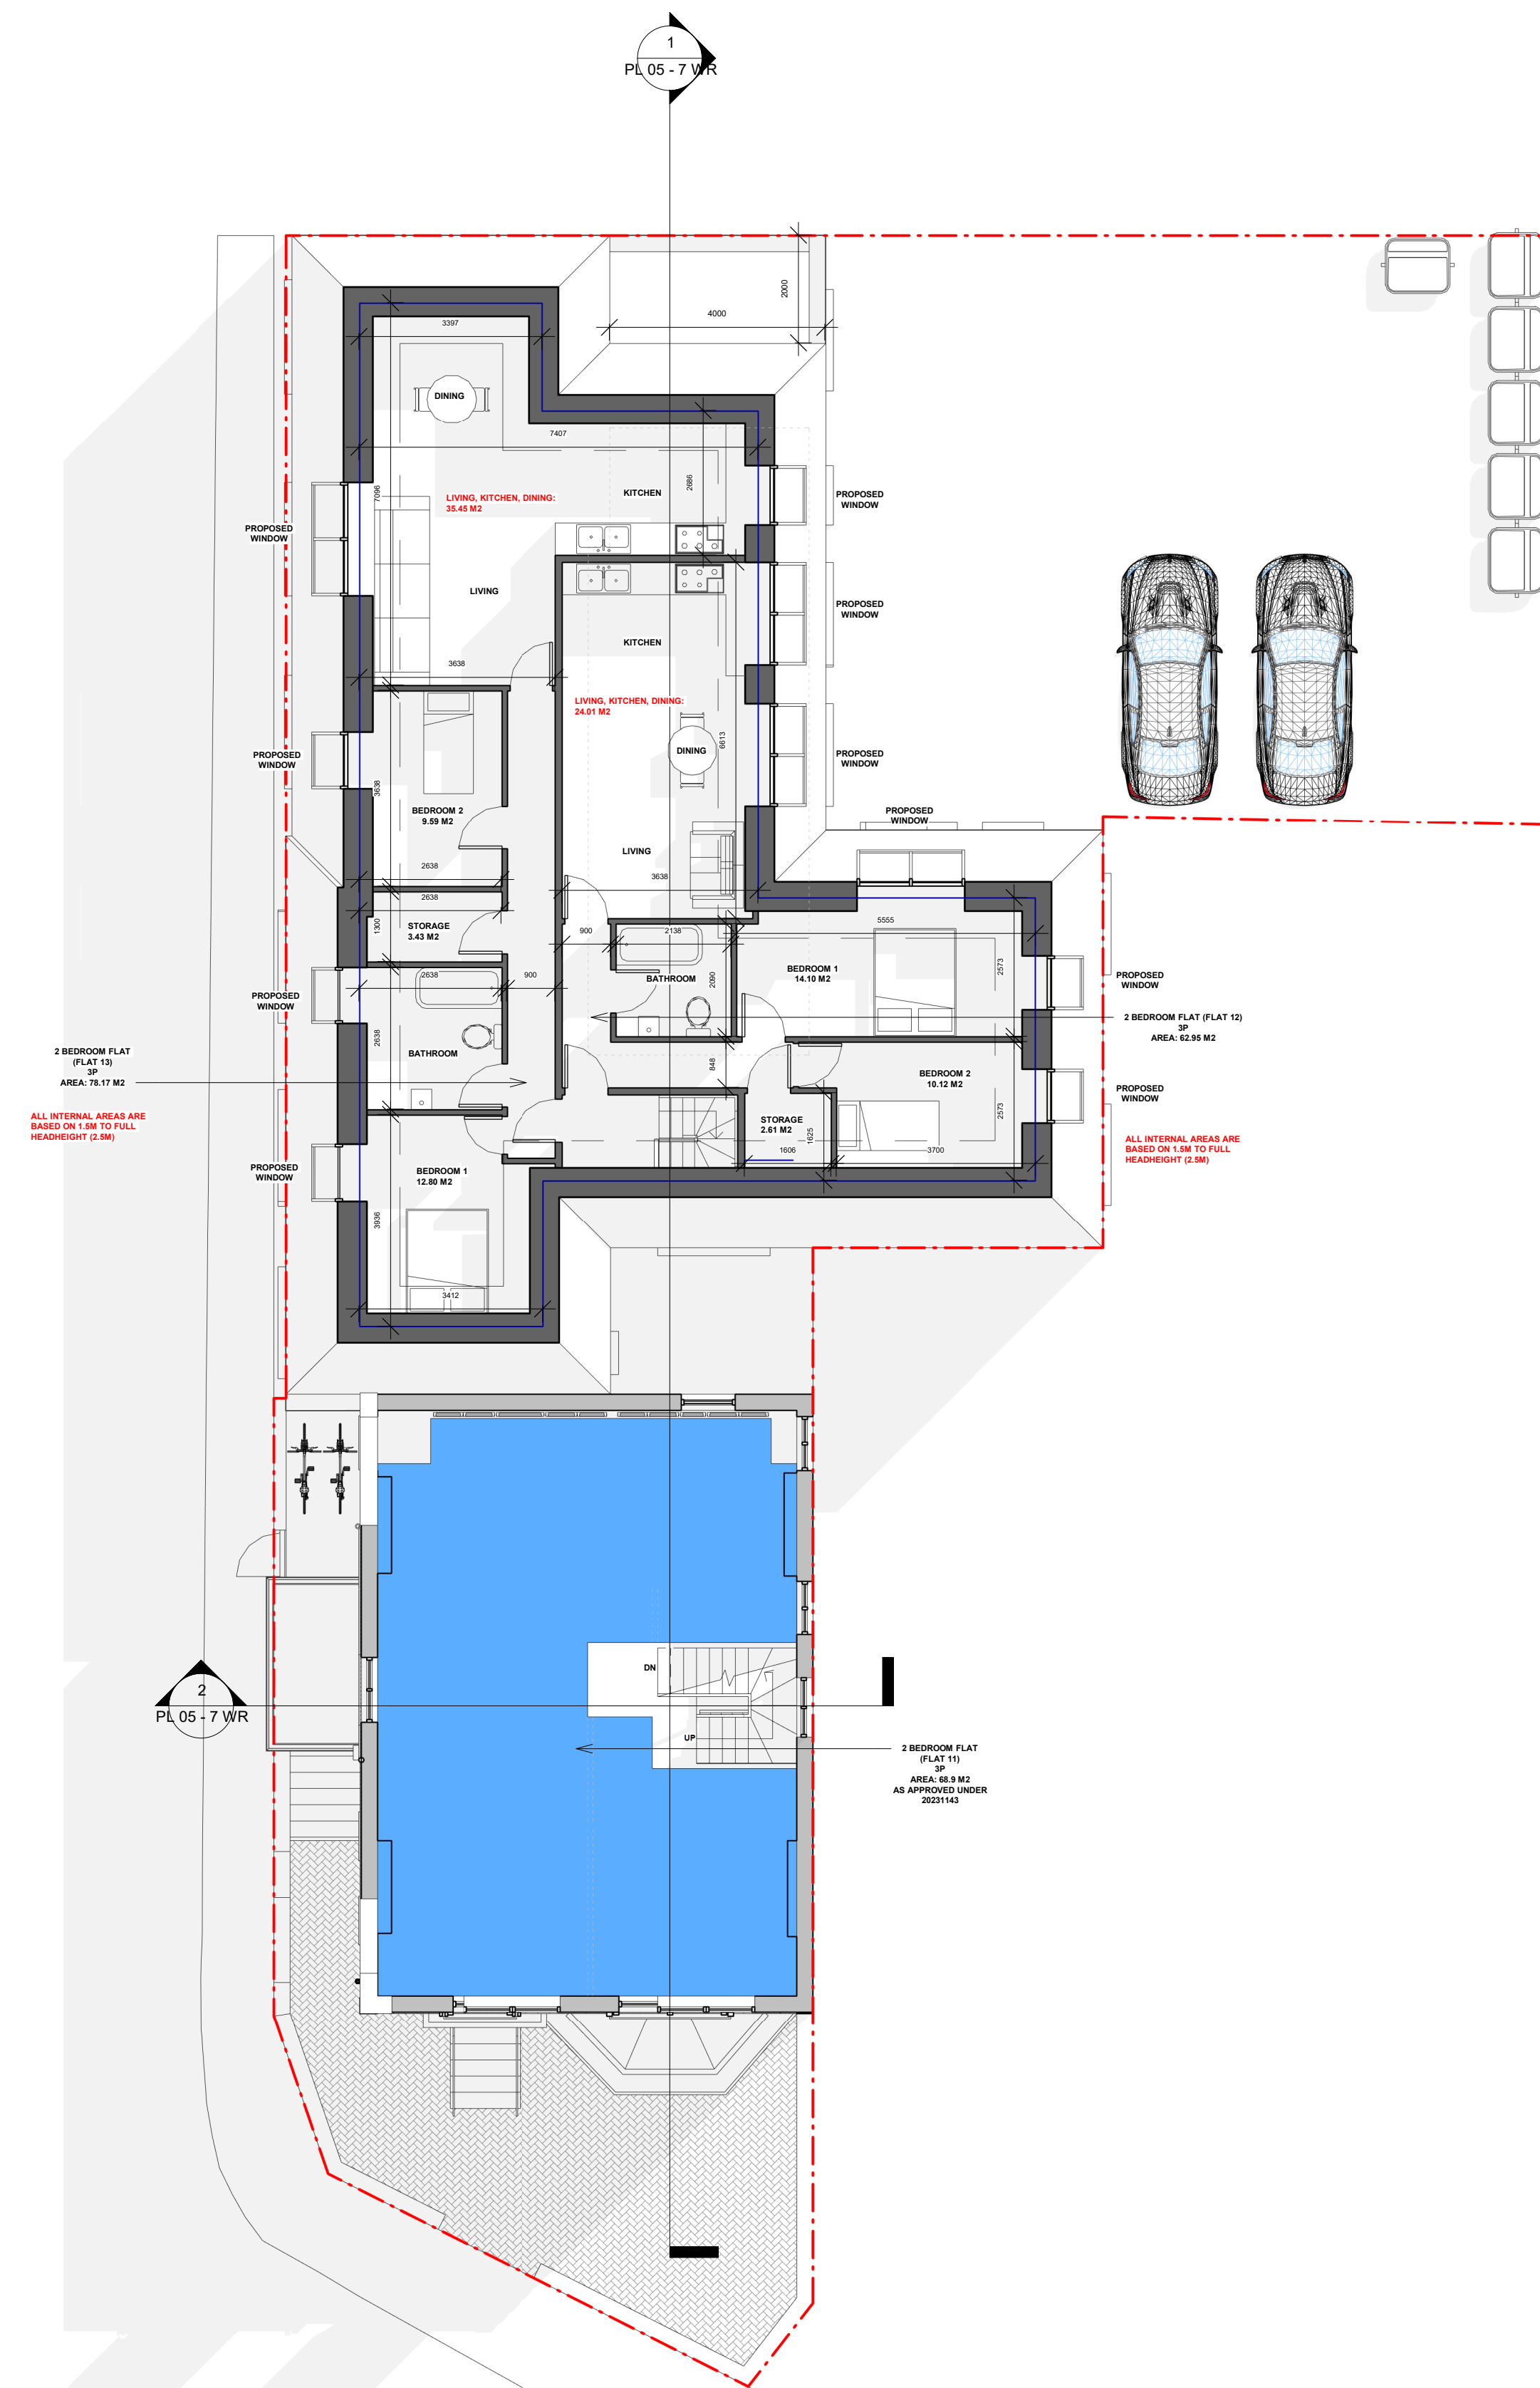 1
PL 05 - 7 WR
2000
4000
3397
DINING
7407
7096
LIVING, KITCHEN, DINING:
35.45 M2
KITCHEN
2686
PROPOSED
WINDOW
PROPOSED
WINDOW
LIVING
PROPOSED
WINDOW
KITCHEN
3638
LIVING, KITCHEN, DINING:
24.01 M2
6613
DINING
PROPOSED
WINDOW
PROPOSED
WINDOW
3638
BEDROOM 2
9.59 M2
PROPOSED
WINDOW
LIVING
2638
3638
2638
STORAGE
3.43 M2
1300
900
2138
5555
2638
900
BATHROOM
2090
BEDROOM 1
14.10 M2
2573
PROPOSED
WINDOW
PROPOSED
WINDOW
2 BEDROOM FLAT (FLAT 12)
3P
AREA: 62.95 M2
2638
BATHROOM
2 BEDROOM FLAT
(FLAT 13)
3P
AREA: 78.17 M2
848
BEDROOM 2
10.12 M2
PROPOSED
WINDOW
ALL INTERNAL AREAS ARE
BASED ON 1.5M TO FULL
HEADHEIGHT (2.5M)
STORAGE
2.61 M2
1625
2573
1606
3700
ALL INTERNAL AREAS ARE
BASED ON 1.5M TO FULL
HEADHEIGHT (2.5M)
PROPOSED
WINDOW
BEDROOM 1
12.80 M2
3936
3412
DN
2
PL 05 - 7 WR
UP
2 BEDROOM FLAT
(FLAT 11)
3P
AREA: 68.9 M2
AS APPROVED UNDER
20231143